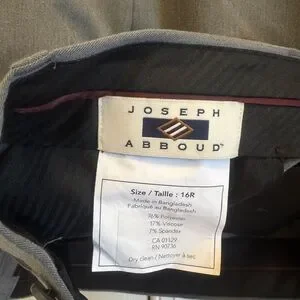 JOSEPH
ABBOUD
Size / Taille : 16R
Made in Bangladesh
Fabriqué au Bangladesh
76% Polyester
17% Viscose
7% Spandex
CA 01129
RN 90736
Dry clean / Nettoyer à sec